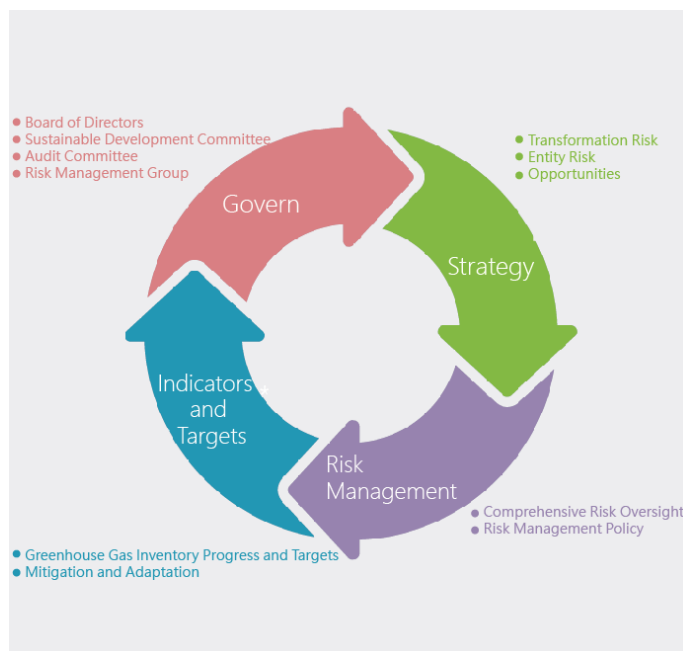 ● Board of Directors
● Sustainable Development Committee
● Audit Committee
● Risk Management Group
Govern
● Transformation Risk
● Entity Risk
● Opportunities
Strategy
Indicators
and
Targets
Risk
Management
● Comprehensive Risk Oversight
● Risk Management Policy
● Greenhouse Gas Inventory Progress and Targets
● Mitigation and Adaptation